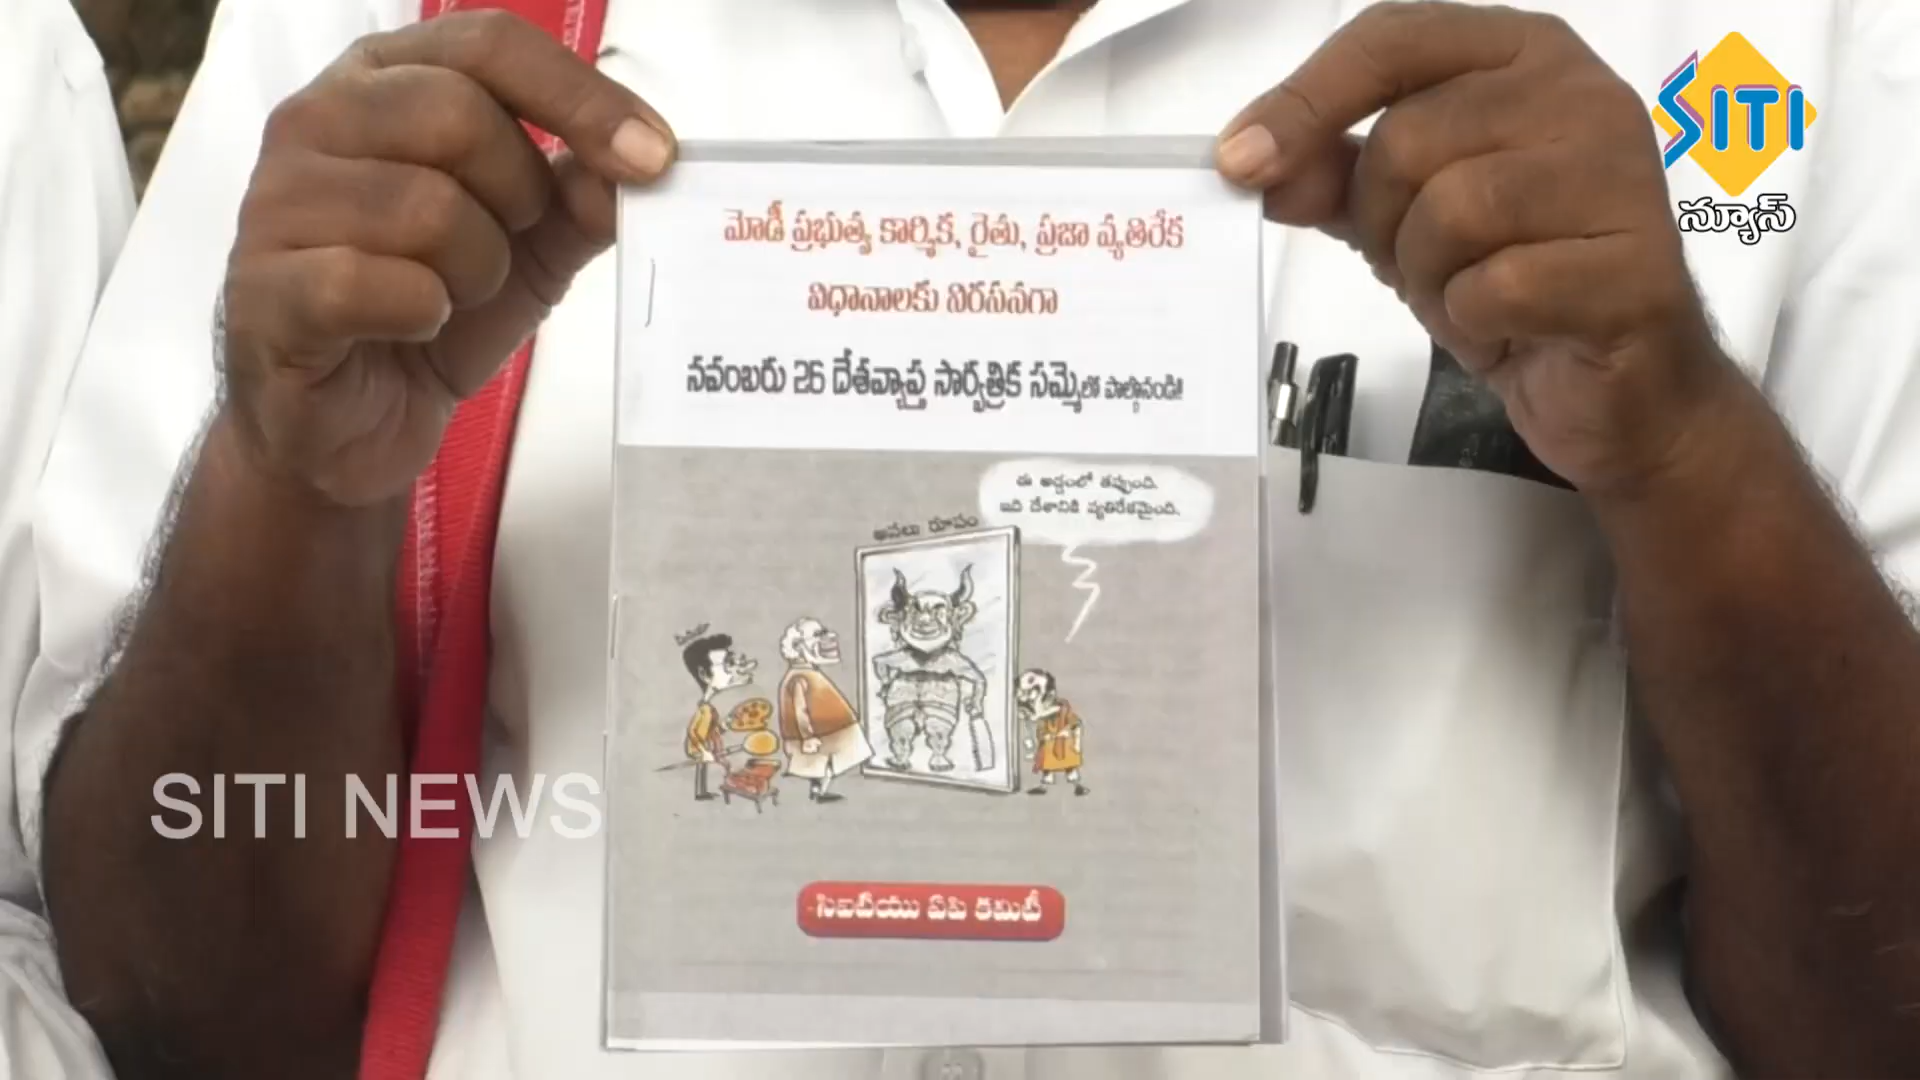 SITI
న్యూస్
మోడీ ప్రభుత్వ కార్మిక, రైతు, ప్రజా వ్యతిరేక
విధానాలకు నిరసనగా
నవంబరు 26 దేశవ్యాప్త సార్వత్రిక సమ్మెలో పాల్గొనండి!
ఈ అద్దంలో తప్పుంది.
ఇది దేశానికి వ్యతిరేకమైంది.
అసలు రూపం
మీడియా
SITI NEWS
-సిఐటియు ఏపి కమిటీ